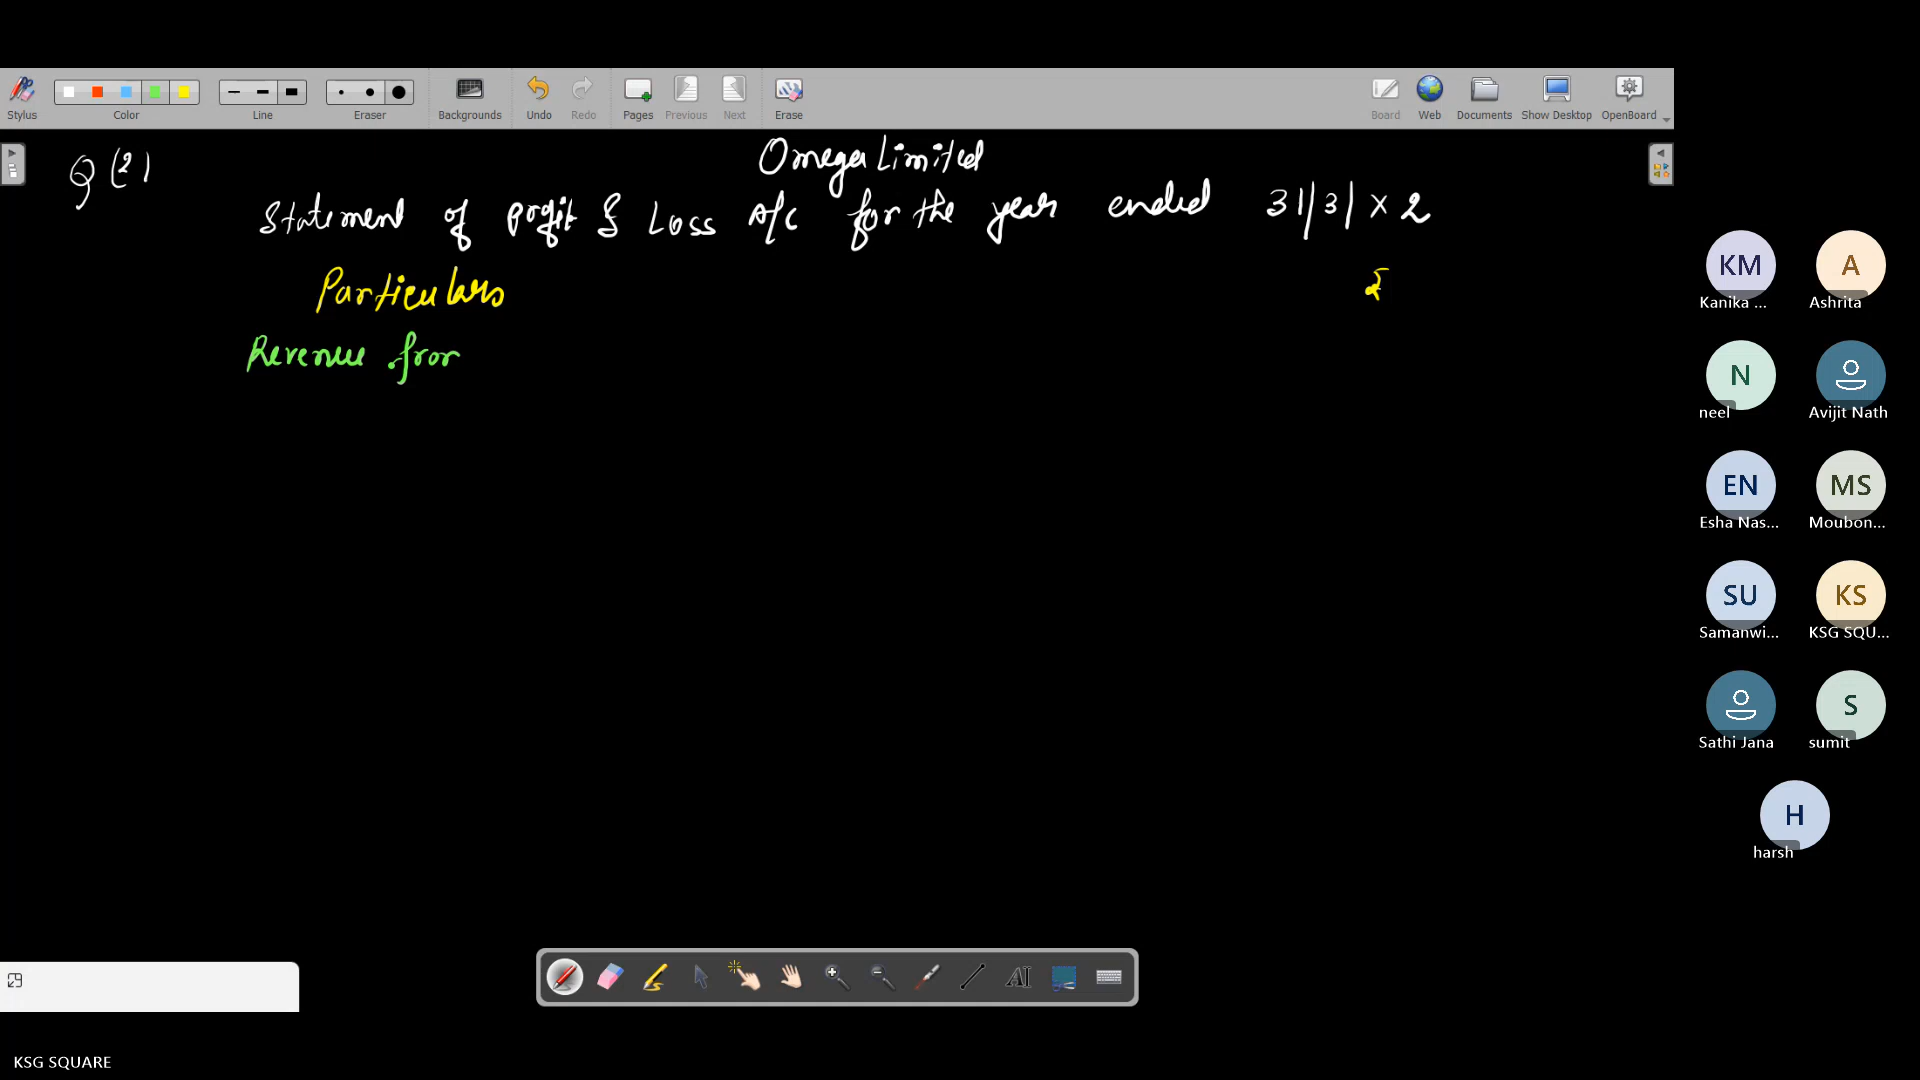 Stylus
Color
Line
Eraser
Backgrounds
Undo
Redo
Pages
Previous
Next
Erase
Board
Web
Documents
Show Desktop
OpenBoard
Q (2)
Omega Limited
Statement of Profit & Loss A/c for the year ended 31/3/X2
Particulars
Revenue from
KM
Kanika ...
A
Ashrita
N
neel
Avijit Nath
EN
Esha Nas...
MS
Moubon...
SU
Samanwi...
KS
KSG SQU...
Sathi Jana
S
sumit
H
harsh
AI
KSG SQUARE